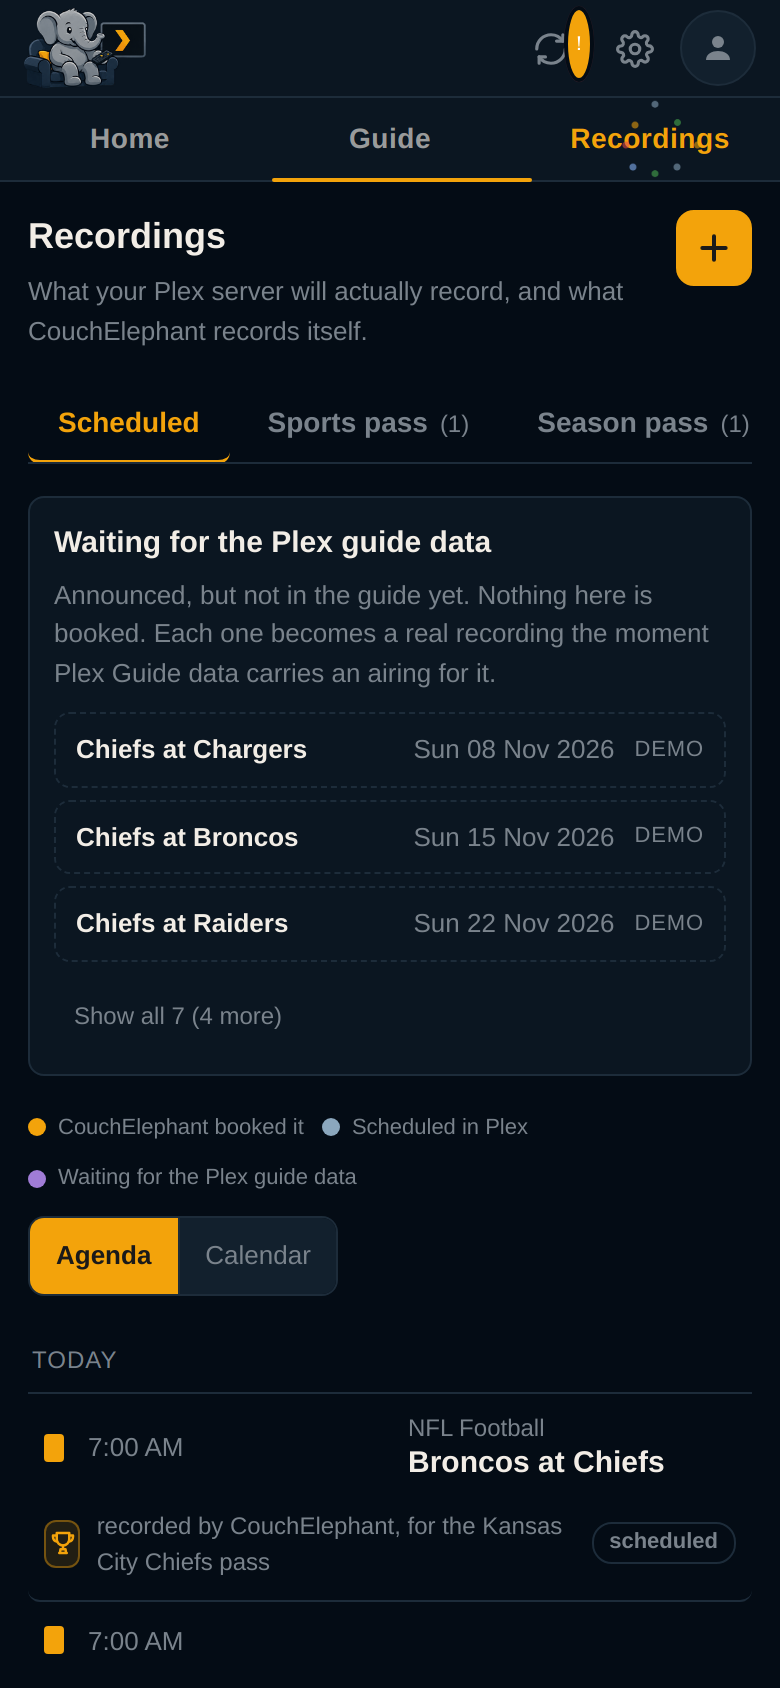 !
Home
Guide
Recordings
Recordings
What your Plex server will actually record, and what
CouchElephant records itself.
Scheduled
Sports pass (1)
Season pass (1)
Waiting for the Plex guide data
Announced, but not in the guide yet. Nothing here is
booked. Each one becomes a real recording the moment
Plex Guide data carries an airing for it.
Chiefs at Chargers Sun 08 Nov 2026 DEMO
Chiefs at Broncos Sun 15 Nov 2026 DEMO
Chiefs at Raiders Sun 22 Nov 2026 DEMO
Show all 7 (4 more)
CouchElephant booked it
Scheduled in Plex
Waiting for the Plex guide data
Agenda
Calendar
TODAY
7:00 AM
NFL Football
Broncos at Chiefs
recorded by CouchElephant, for the Kansas
City Chiefs pass
scheduled
7:00 AM